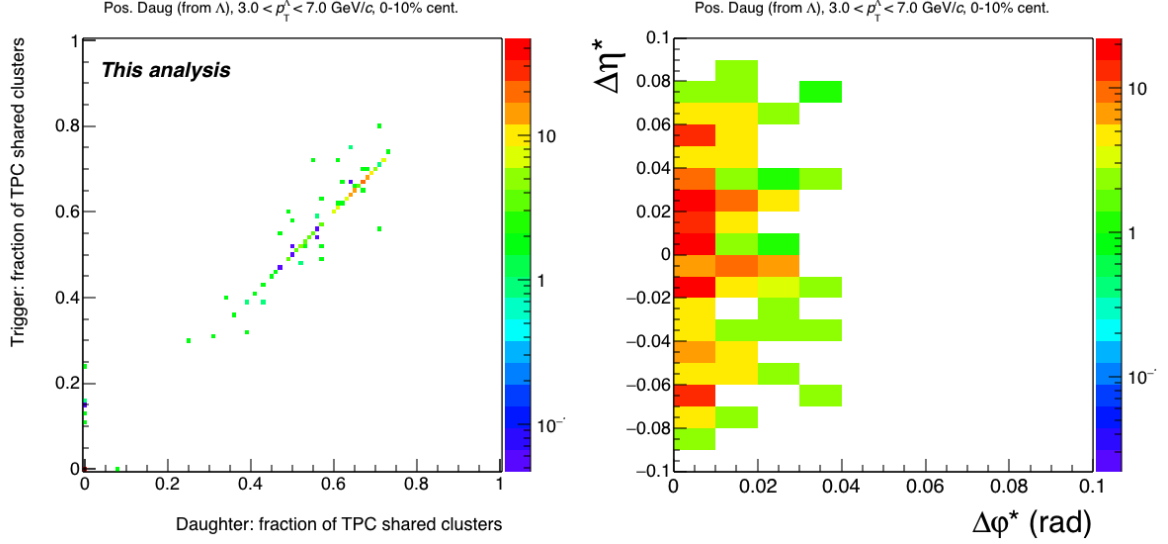 Pos. Daug (from Λ), 3.0 < p_T^Λ < 7.0 GeV/c, 0-10% cent.
This analysis
Trigger: fraction of TPC shared clusters
1
0.8
0.6
0.4
0.2
0
0 0.2 0.4 0.6 0.8 1
Daughter: fraction of TPC shared clusters
10
1
10⁻
Pos. Daug (from Λ), 3.0 < p_T^Λ < 7.0 GeV/c, 0-10% cent.
Δη*
0.1
0.08
0.06
0.04
0.02
0
−0.02
−0.04
−0.06
−0.08
−0.1
0 0.02 0.04 0.06 0.08 0.1
Δφ* (rad)
10
1
10⁻